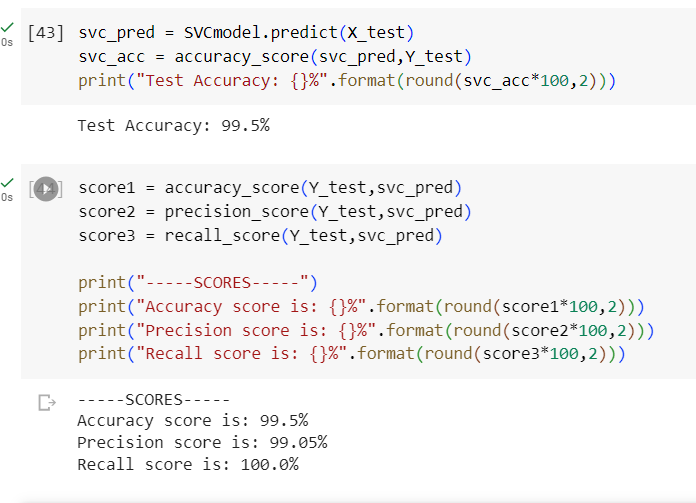 [43] svc_pred = SVCmodel.predict(X_test)
0s
svc_acc = accuracy_score(svc_pred,Y_test)
print("Test Accuracy: {}%".format(round(svc_acc*100,2)))
Test Accuracy: 99.5%
score1 = accuracy_score(Y_test,svc_pred)
0s
score2 = precision_score(Y_test,svc_pred)
score3 = recall_score(Y_test,svc_pred)
print("-----SCORES-----")
print("Accuracy score is: {}%".format(round(score1*100,2)))
print("Precision score is: {}%".format(round(score2*100,2)))
print("Recall score is: {}%".format(round(score3*100,2)))
-----SCORES-----
Accuracy score is: 99.5%
Precision score is: 99.05%
Recall score is: 100.0%